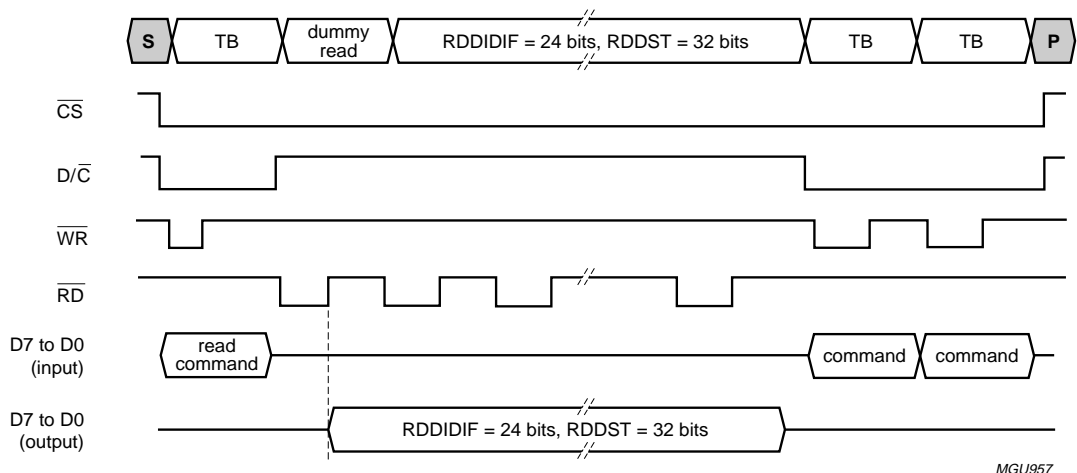 S TB dummy read RDDIDIF = 24 bits, RDDST = 32 bits TB TB P
CS
D/C
WR
RD
D7 to D0
(input)
read
command
command command
D7 to D0
(output)
RDDIDIF = 24 bits, RDDST = 32 bits
MGU957